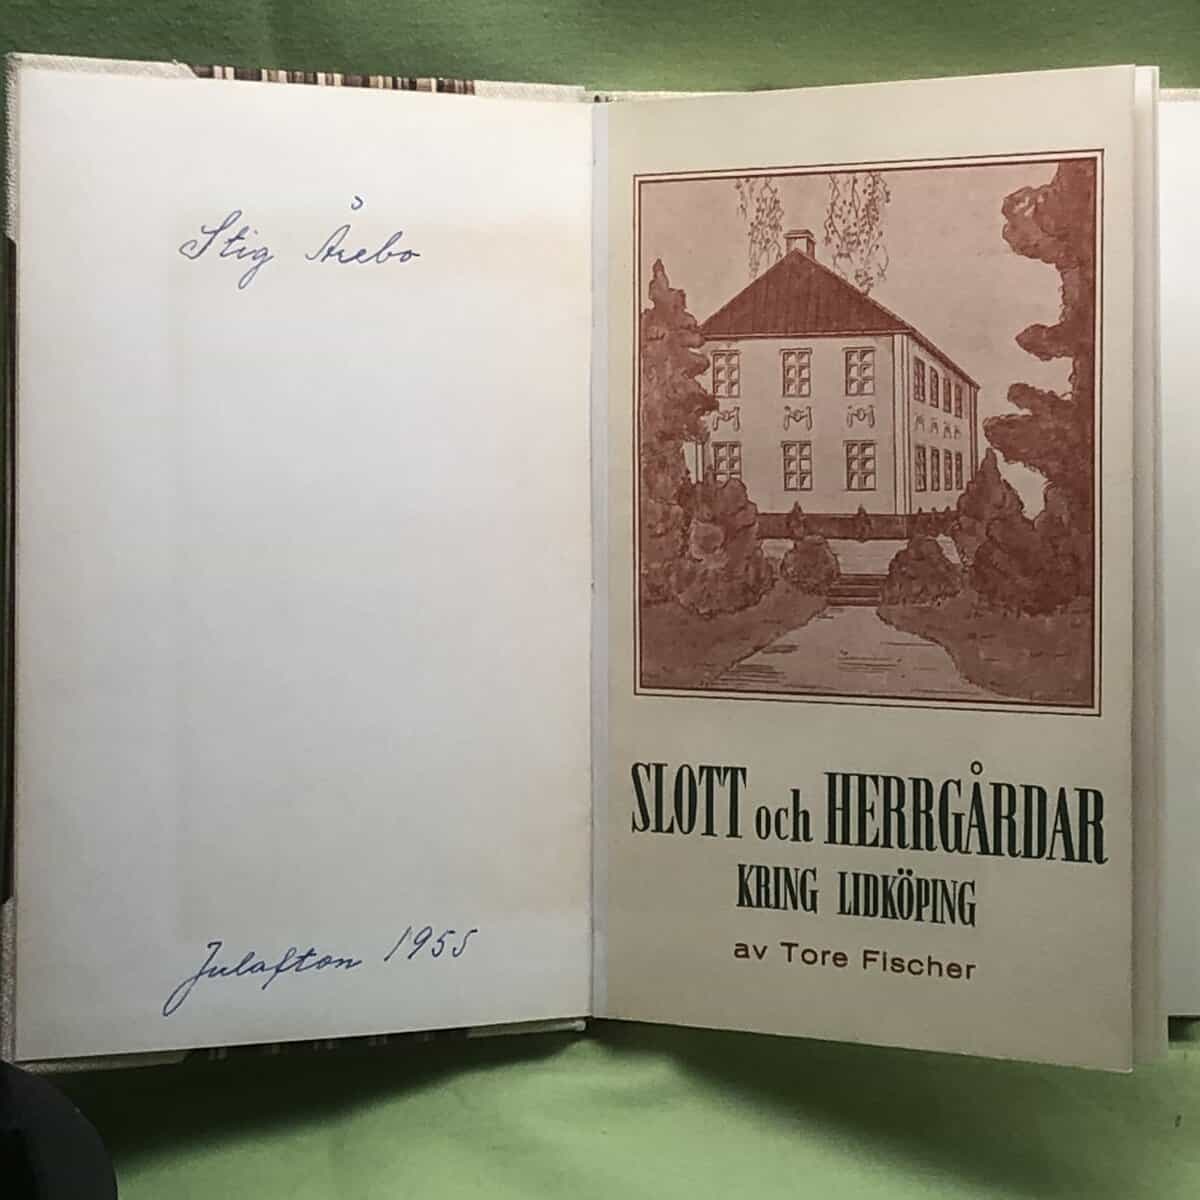 Stig Årebo
Julafton 1955
SLOTT och HERRGÅRDAR
KRING LIDKÖPING
av Tore Fischer